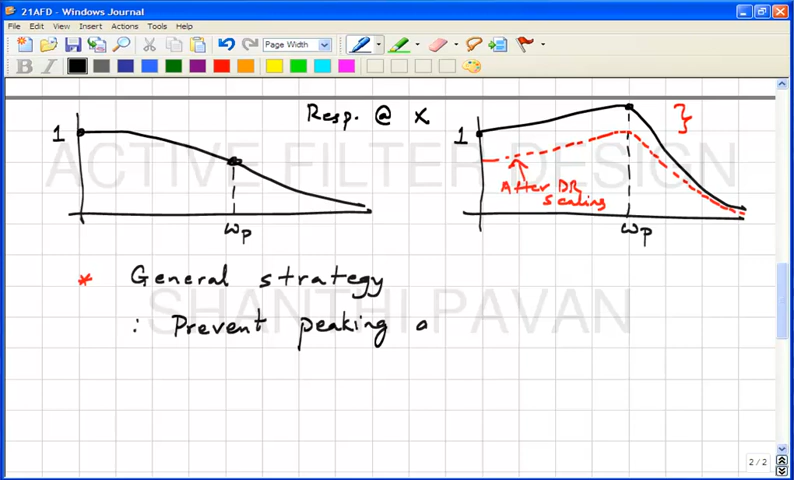 21AFD - Windows Journal
File Edit View Insert Actions Tools Help
Page Width
B I
Resp. @ X
1
1
ACTIVE FILTER DESIGN
After DR
scaling
ωp
ωp
* General strategy
SHANTHI PAVAN
: Prevent peaking o
2 / 2